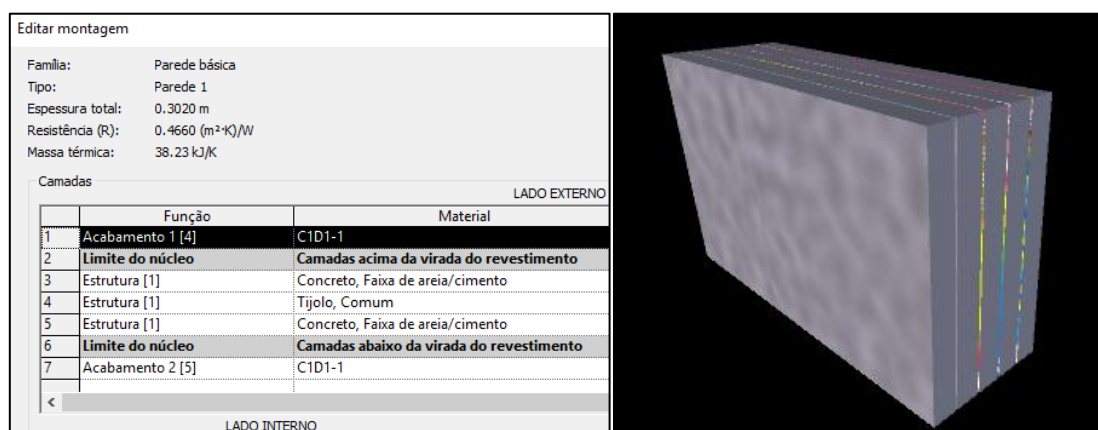 Editar montagem
Família: Parede básica
Tipo: Parede 1
Espessura total: 0.3020 m
Resistência (R): 0.4660 (m²·K)/W
Massa térmica: 38.23 kJ/K
Camadas
LADO EXTERNO
Função Material
1 Acabamento 1 [4] C1D1-1
2 Limite do núcleo Camadas acima da virada do revestimento
3 Estrutura [1] Concreto, Faixa de areia/cimento
4 Estrutura [1] Tijolo, Comum
5 Estrutura [1] Concreto, Faixa de areia/cimento
6 Limite do núcleo Camadas abaixo da virada do revestimento
7 Acabamento 2 [5] C1D1-1
<
LADO INTERNO